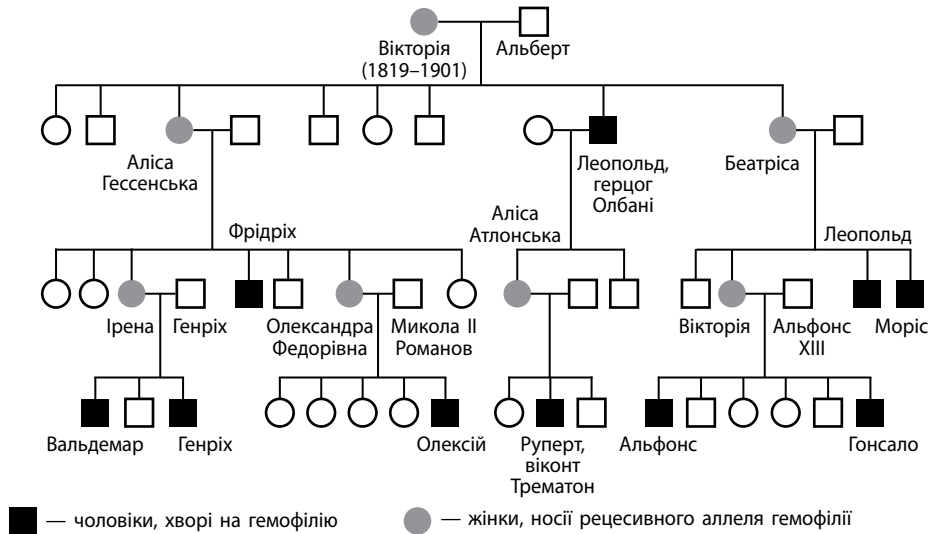 Вікторія
(1819–1901)
Альберт
Аліса
Гессенська
Леопольд,
герцог
Олбані
Беатріса
Фрідріх
Аліса
Атлонська
Леопольд
Ірена
Генріх
Олександра
Федорівна
Микола II
Романов
Вікторія
Альфонс
XIII
Моріс
Вальдемар
Генріх
Олексій
Руперт,
віконт
Трематон
Альфонс
Гонсало
— чоловіки, хворі на гемофілію
— жінки, носії рецесивного аллеля гемофілії